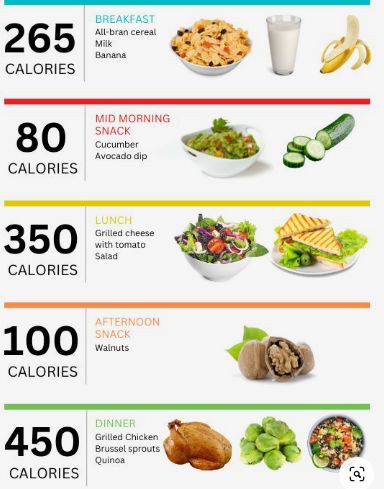 265
CALORIES
BREAKFAST
All-bran cereal
Milk
Banana
80
CALORIES
MID MORNING
SNACK
Cucumber
Avocado dip
350
CALORIES
LUNCH
Grilled cheese
with tomato
Salad
100
CALORIES
AFTERNOON
SNACK
Walnuts
450
CALORIES
DINNER
Grilled Chicken
Brussel sprouts
Quinoa